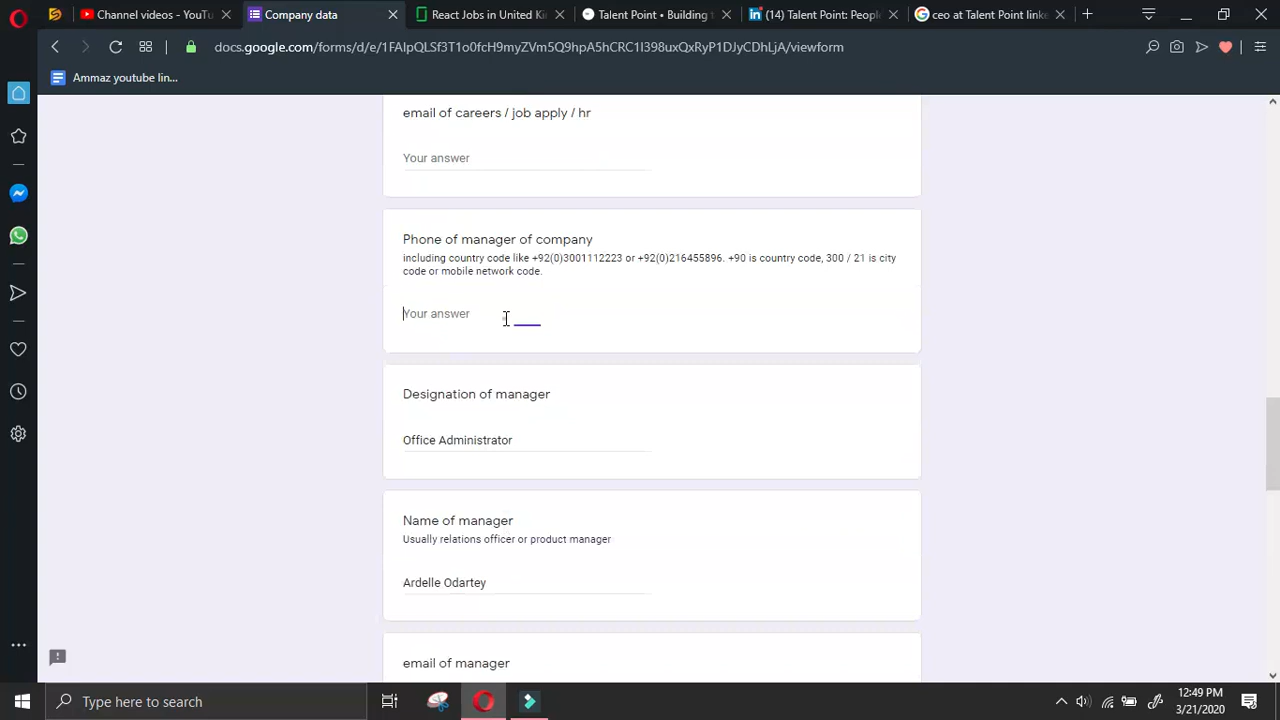 Channel videos - YouTu
Company data
React Jobs in United Ki
Talent Point • Building
(14) Talent Point: People
ceo at Talent Point linke
docs.google.com/forms/d/e/1FAIpQLSf3T1o0fcH9myZVm5Q9hpA5hCRC1I398uxQxRyP1DJyCDhLjA/viewform
Ammaz youtube lin...
email of careers / job apply / hr
Your answer
Phone of manager of company
including country code like +92(0)3001112223 or +92(0)216455896. +90 is country code, 300 / 21 is city
code or mobile network code.
Your answer
Designation of manager
Office Administrator
Name of manager
Usually relations officer or product manager
Ardelle Odartey
email of manager
Type here to search
12:49 PM
3/21/2020